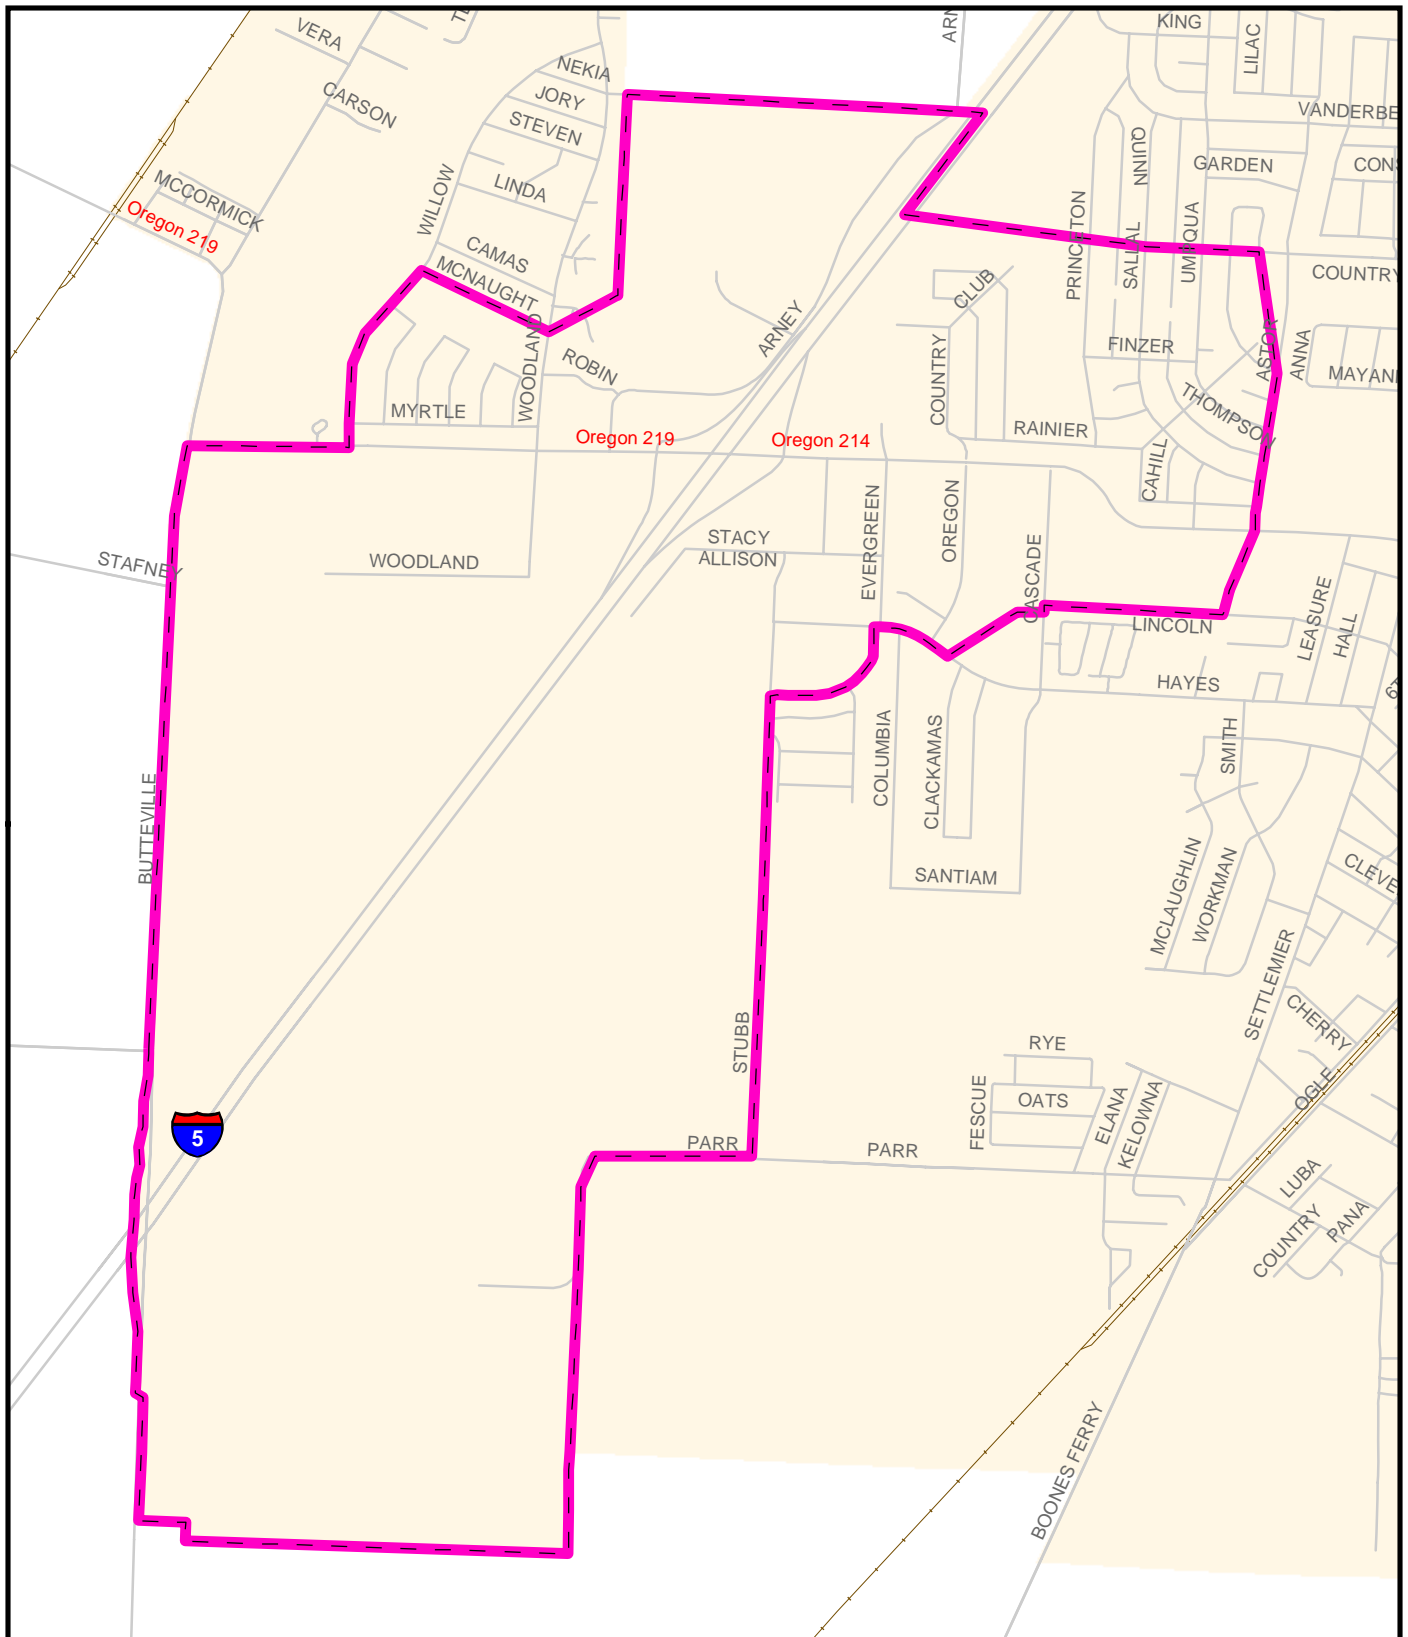 KING
VERA
LILAC
NEKIA
CARSON
JORY
VANDERBE
STEVEN
QUINN
GARDEN
CONS
LINDA
MCCORMICK
WILLOW
PRINCETON
Oregon 219
UMPQUA
SALLAL
CAMAS
MCNAUGHT
COUNTRY
CLUB
ARNEY
WOODLAND
FINZER
ASTOR
ANNA
ROBIN
COUNTRY
MAYAN
THOMPSON
MYRTLE
RAINIER
Oregon 219
Oregon 214
CAHILL
STACY
ALLISON
EVERGREEN
OREGON
CASCADE
WOODLAND
STAFNEY
LEASURE
HALL
LINCOLN
HAYES
COLUMBIA
CLACKAMAS
SMITH
BUTTEVILLE
SANTIAM
MCLAUGHLIN
WORKMAN
CLEVE
SETTLEMIER
STUBB
RYE
CHERRY
FESCUE
OATS
ELANA
KELOWNA
OGLE
5
PARR
PARR
LUBA
COUNTRY
PANA
BOONES FERRY